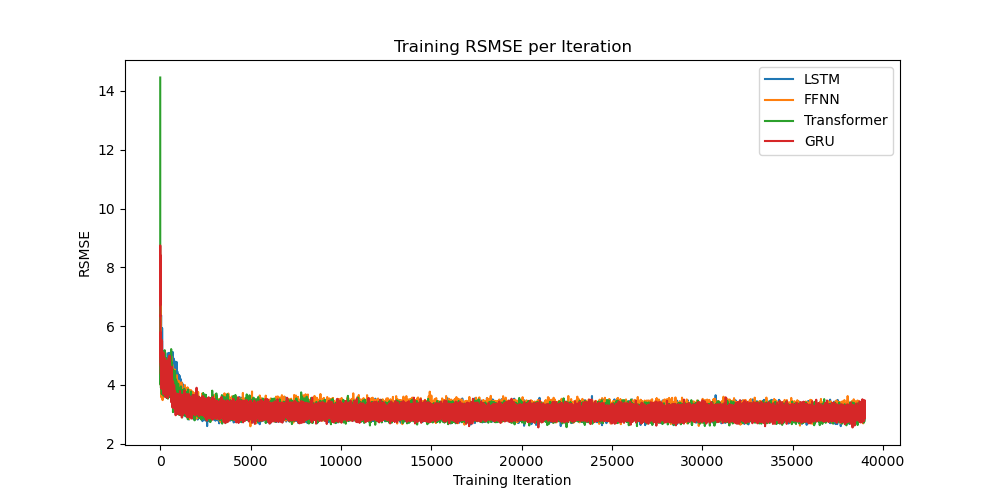 Training RSMSE per Iteration
LSTM
FFNN
Transformer
GRU
RSMSE
14
12
10
8
6
4
2
0
5000
10000
15000
20000
25000
30000
35000
40000
Training Iteration